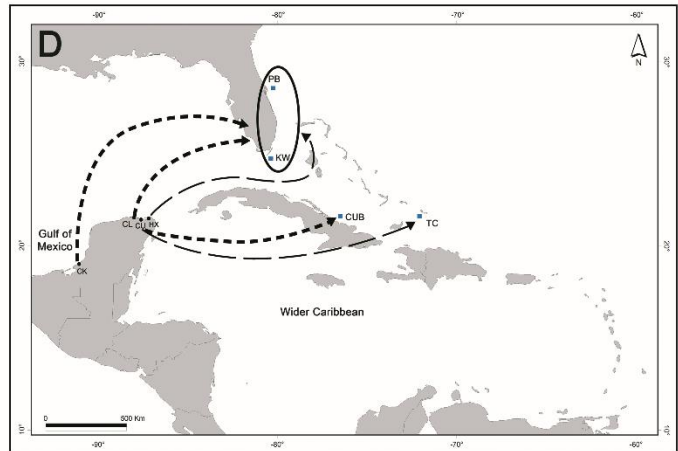 -90°
-80°
-70°
-60°
D
N
30°
30°
PB
KW
CL
CU
HX
Gulf of
Mexico
CUB
TC
20°
20°
CK
Wider Caribbean
0
500 Km
10°
10°
-90°
-80°
-70°
-60°